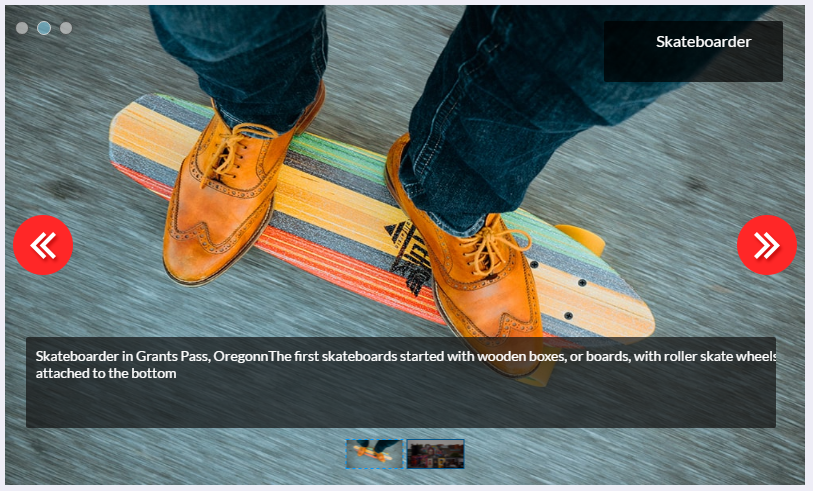 Skateboarder
Skateboarder in Grants Pass, OregonnThe first skateboards started with wooden boxes, or boards, with roller skate wheels
attached to the bottom